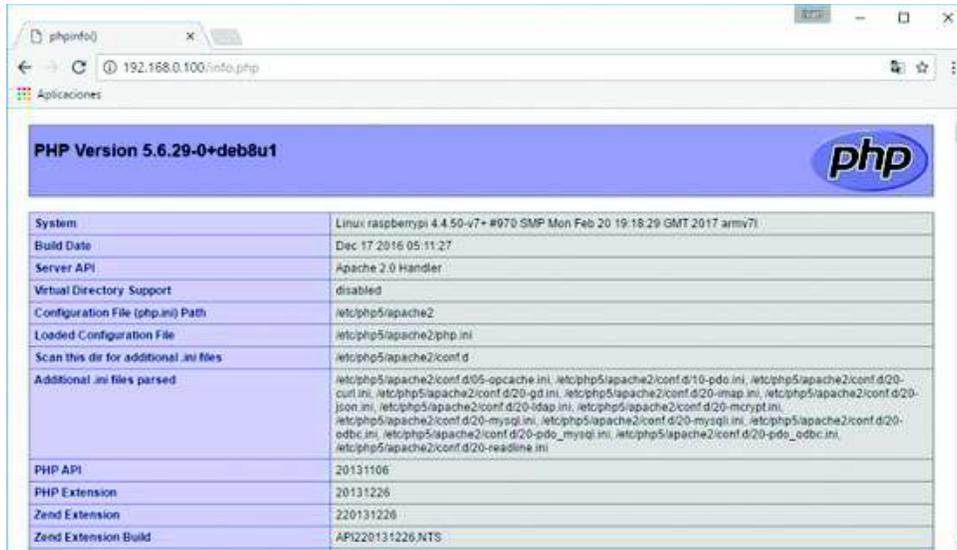 phpinfo()
192.168.0.100/info.php
Aplicaciones
PHP Version 5.6.29-0+deb8u1
php
System Linux raspberrypi 4.4.50-v7+ #970 SMP Mon Feb 20 19:18:29 GMT 2017 armv7l
Build Date Dec 17 2016 05:11:27
Server API Apache 2.0 Handler
Virtual Directory Support disabled
Configuration File (php.ini) Path /etc/php5/apache2
Loaded Configuration File /etc/php5/apache2/php.ini
Scan this dir for additional .ini files /etc/php5/apache2/conf.d
Additional .ini files parsed /etc/php5/apache2/conf.d/05-opcache.ini, /etc/php5/apache2/conf.d/10-pdo.ini, /etc/php5/apache2/conf.d/20-
curl.ini, /etc/php5/apache2/conf.d/20-gd.ini, /etc/php5/apache2/conf.d/20-imap.ini, /etc/php5/apache2/conf.d/20-
json.ini, /etc/php5/apache2/conf.d/20-ldap.ini, /etc/php5/apache2/conf.d/20-mcrypt.ini,
/etc/php5/apache2/conf.d/20-mysql.ini, /etc/php5/apache2/conf.d/20-mysqli.ini, /etc/php5/apache2/conf.d/20-
odbc.ini, /etc/php5/apache2/conf.d/20-pdo_mysql.ini, /etc/php5/apache2/conf.d/20-pdo_odbc.ini,
/etc/php5/apache2/conf.d/20-readline.ini
PHP API 20131106
PHP Extension 20131226
Zend Extension 220131226
Zend Extension Build API220131226,NTS